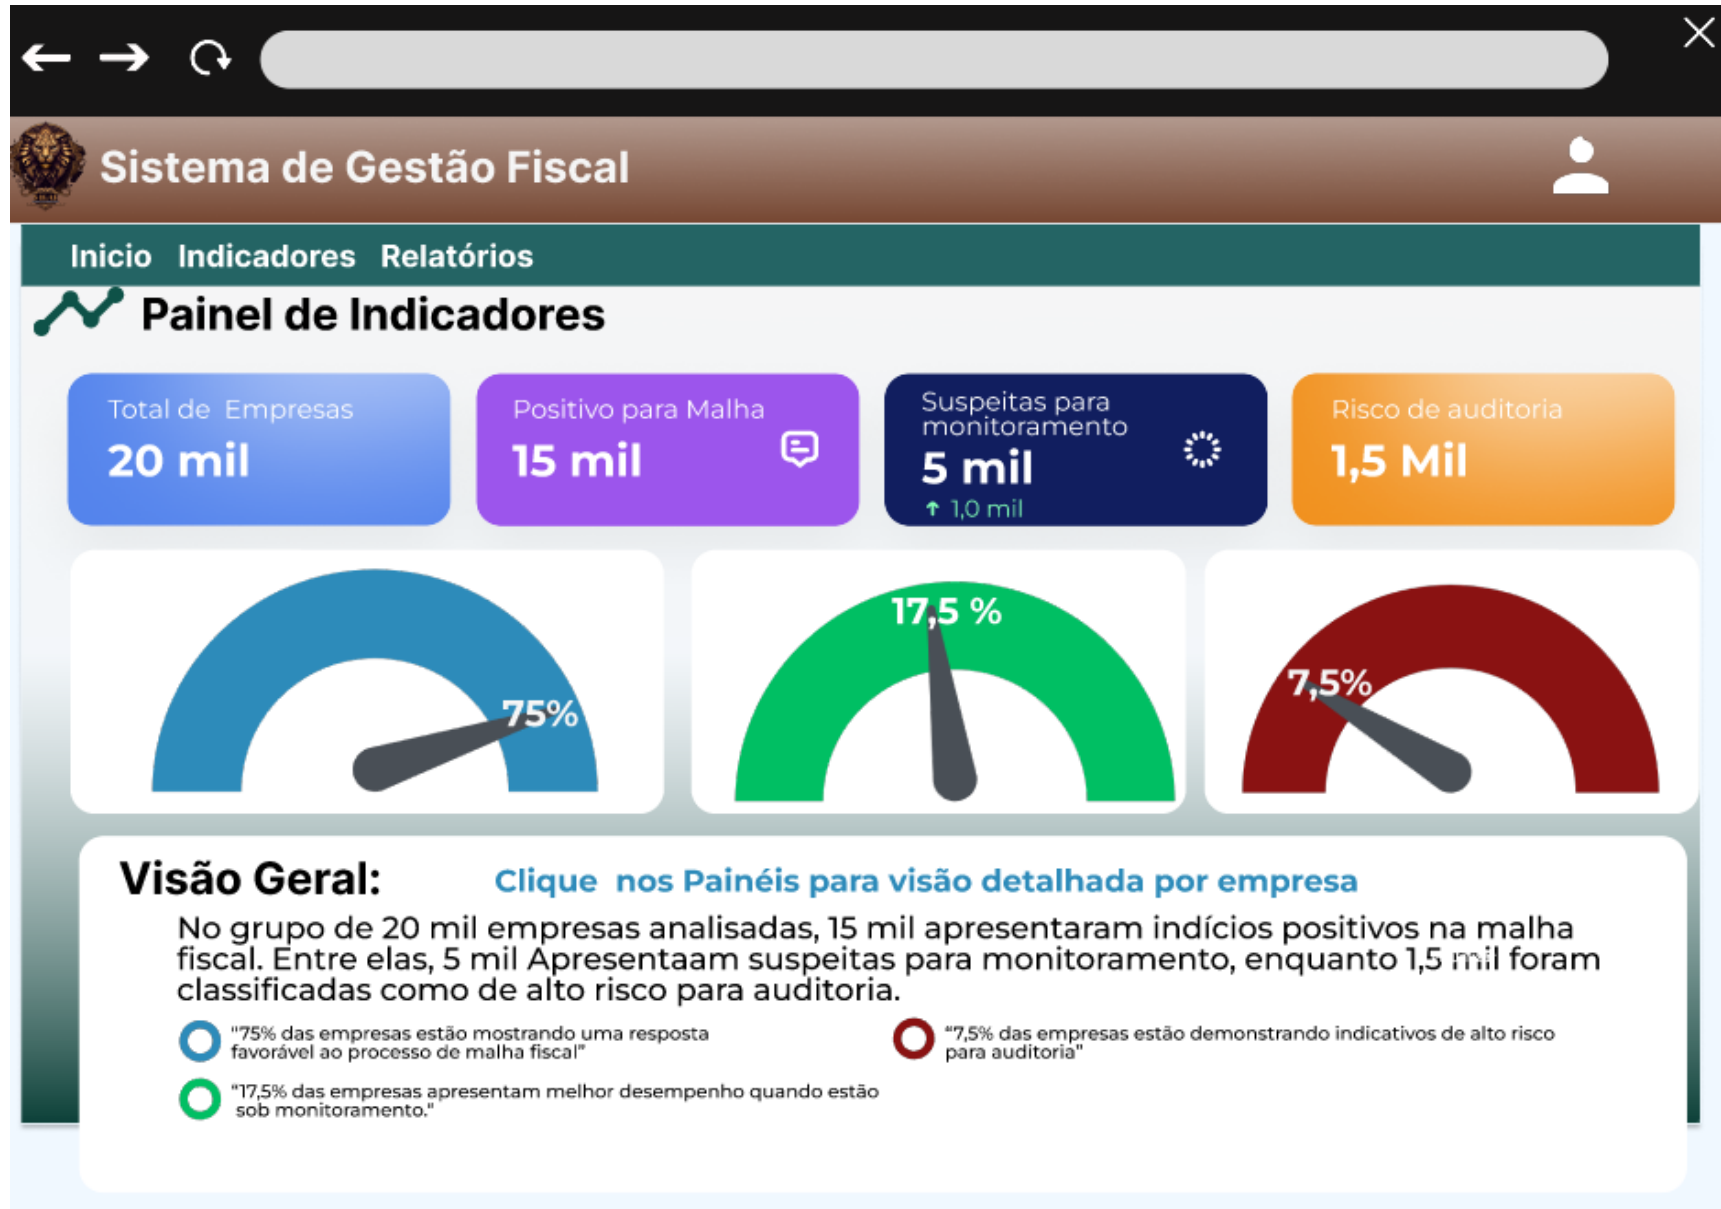 Sistema de Gestão Fiscal
Inicio Indicadores Relatórios
Painel de Indicadores
Total de Empresas
20 mil
Positivo para Malha
15 mil
Suspeitas para
monitoramento
5 mil
↑ 1,0 mil
Risco de auditoria
1,5 Mil
75%
17,5 %
7,5%
Visão Geral:
Clique nos Painéis para visão detalhada por empresa
No grupo de 20 mil empresas analisadas, 15 mil apresentaram indícios positivos na malha
fiscal. Entre elas, 5 mil Apresentaam suspeitas para monitoramento, enquanto 1,5 mil foram
classificadas como de alto risco para auditoria.
"75% das empresas estão mostrando uma resposta
favorável ao processo de malha fiscal"
"17,5% das empresas apresentam melhor desempenho quando estão
sob monitoramento."
"7,5% das empresas estão demonstrando indicativos de alto risco
para auditoria"